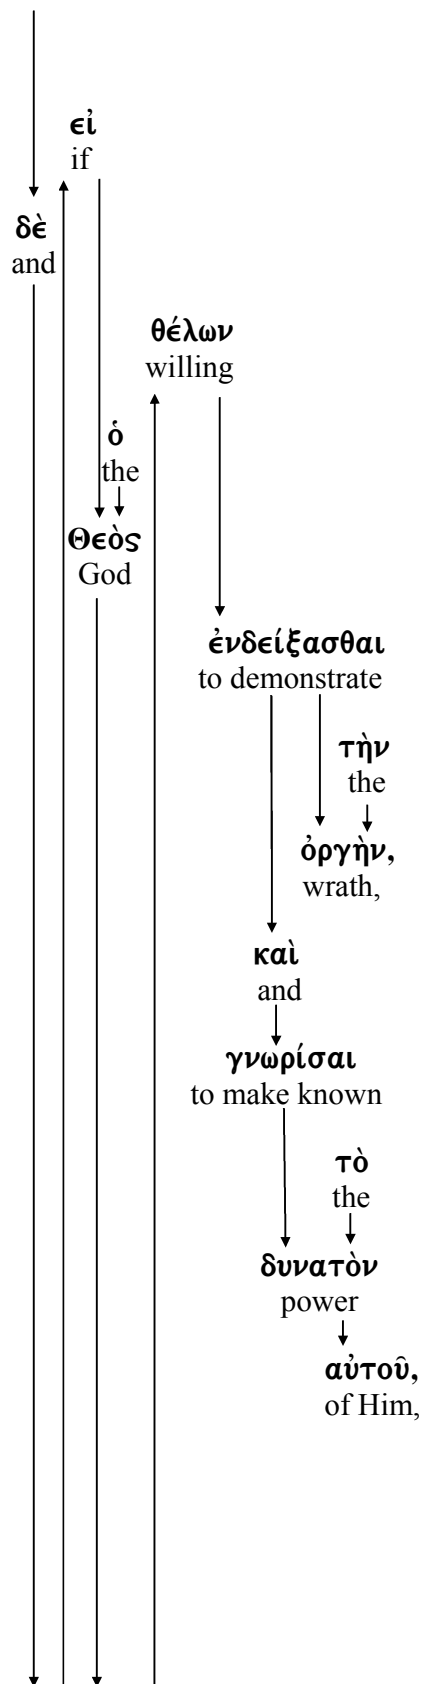 εἰ
if
δὲ
and
θέλων
willing
ὁ
the
Θεὸς
God
ἐνδείξασθαι
to demonstrate
τὴν
the
ὀργὴν,
wrath,
καὶ
and
γνωρίσαι
to make known
τὸ
the
δυνατὸν
power
αὐτοῦ,
of Him,